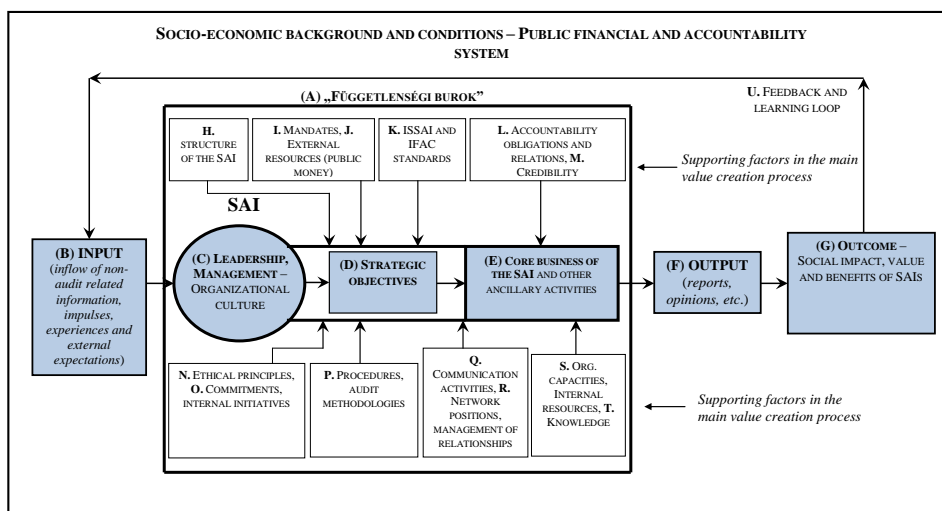 SOCIO-ECONOMIC BACKGROUND AND CONDITIONS – PUBLIC FINANCIAL AND ACCOUNTABILITY
SYSTEM
U. FEEDBACK AND
LEARNING LOOP
(A) „FÜGGETLENSÉGI BUROK”
H.
STRUCTURE
OF THE SAI
I. MANDATES, J.
EXTERNAL
RESOURCES (PUBLIC
MONEY)
K. ISSAI AND
IFAC
STANDARDS
L. ACCOUNTABILITY
OBLIGATIONS AND
RELATIONS, M.
CREDIBILITY
Supporting factors in the main
value creation process
SAI
(B) INPUT
(inflow of non-
audit related
information,
impulses,
experiences and
external
expectations)
(C) LEADERSHIP,
MANAGEMENT –
ORGANIZATIONAL
CULTURE
(D) STRATEGIC
OBJECTIVES
(E) CORE BUSINESS OF
THE SAI AND OTHER
ANCILLARY ACTIVITIES
(F) OUTPUT
(reports,
opinions, etc.)
(G) OUTCOME –
SOCIAL IMPACT, VALUE
AND BENEFITS OF SAIS
N. ETHICAL PRINCIPLES,
O. COMMITMENTS,
INTERNAL INITIATIVES
P. PROCEDURES,
AUDIT
METHODOLOGIES
Q.
COMMUNICATION
ACTIVITIES, R.
NETWORK
POSITIONS,
MANAGEMENT OF
RELATIONSHIPS
S. ORG.
CAPACITIES,
INTERNAL
RESOURCES, T.
KNOWLEDGE
Supporting factors in the
main value creation process